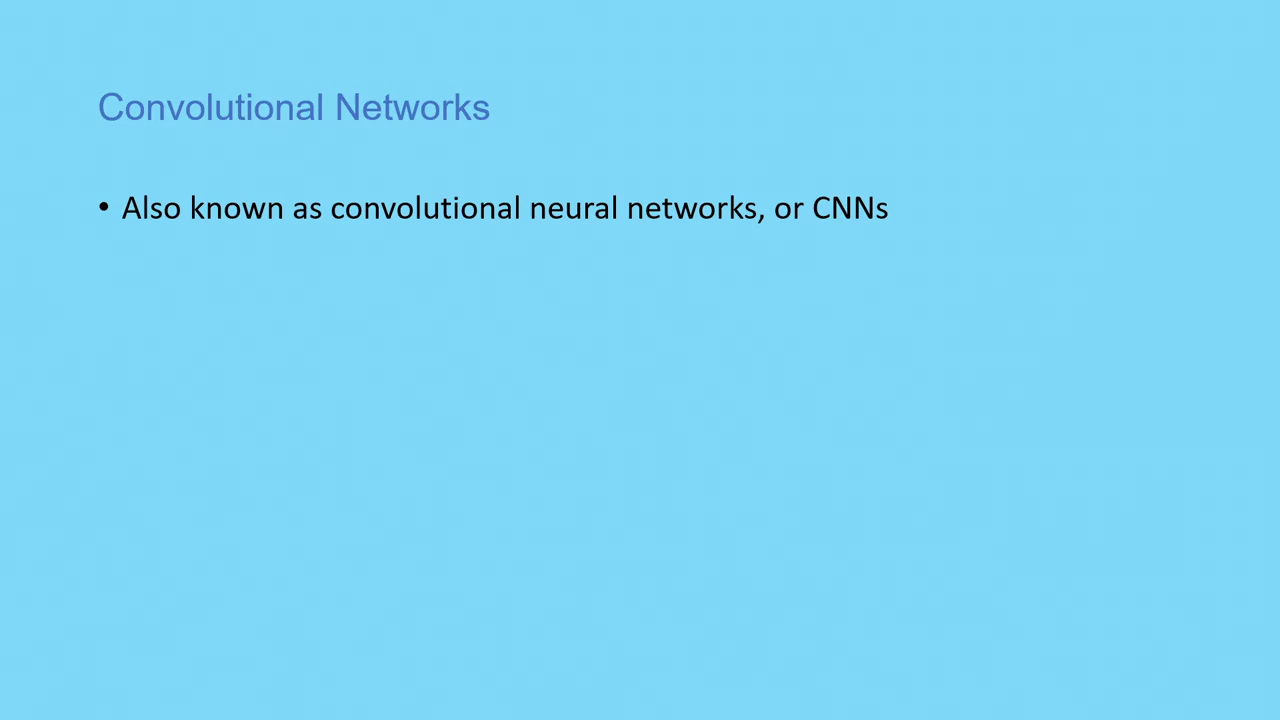 Convolutional Networks
• Also known as convolutional neural networks, or CNNs